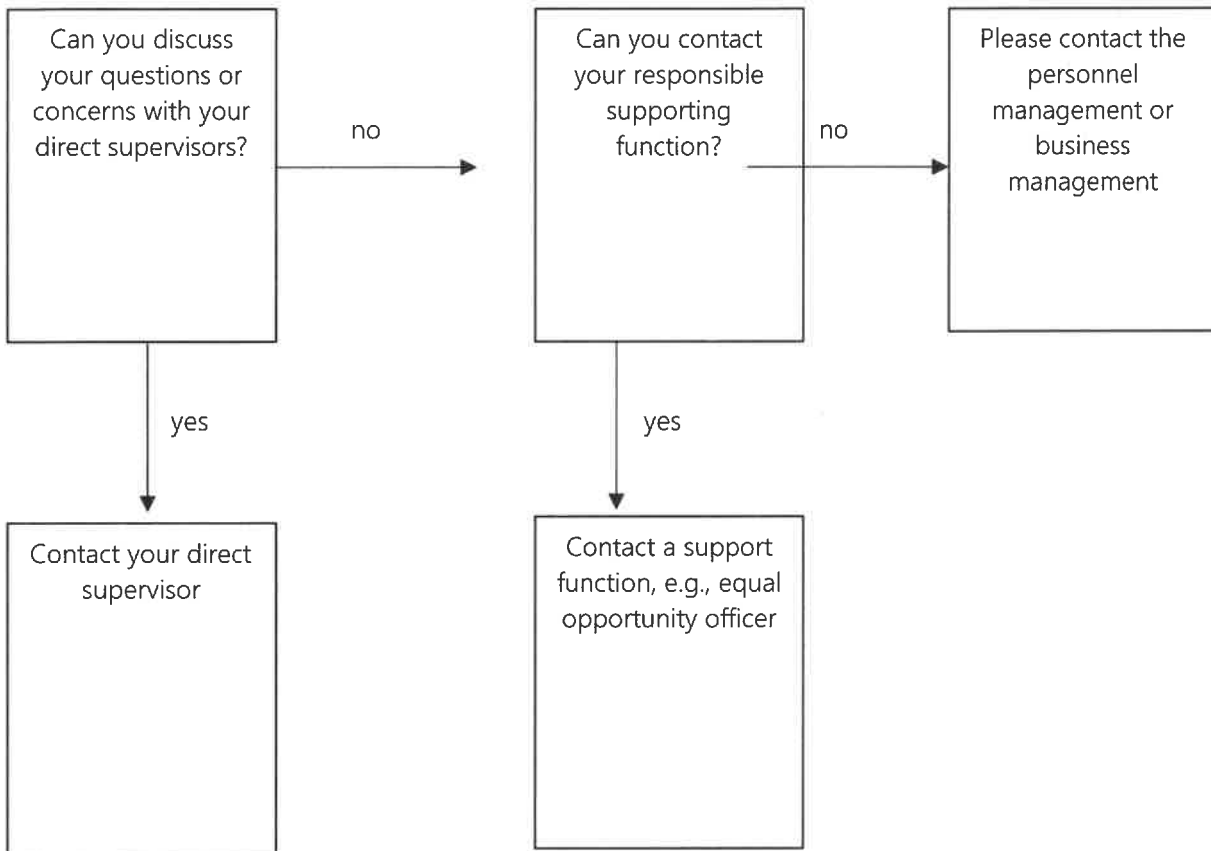 Can you discuss
your questions or
concerns with your
direct supervisors?
no
Can you contact
your responsible
supporting
function?
no
Please contact the
personnel
management or
business
management
yes
yes
Contact your direct
supervisor
Contact a support
function, e.g., equal
opportunity officer